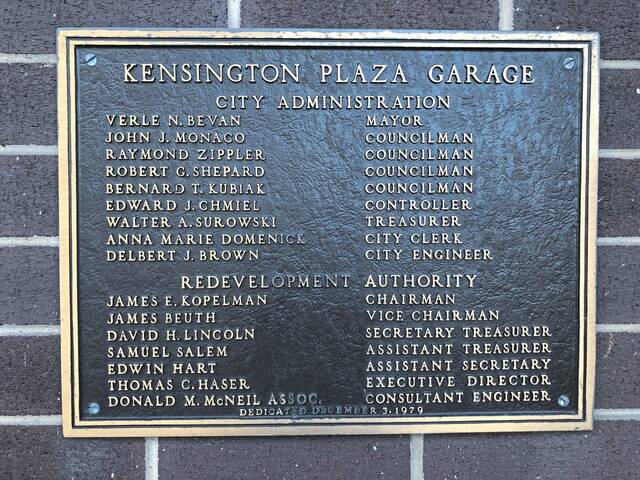 KENSINGTON PLAZA GARAGE
CITY ADMINISTRATION
VERLE N. BEVAN MAYOR
JOHN J. MONACO COUNCILMAN
RAYMOND ZIPPLER COUNCILMAN
ROBERT G. SHEPARD COUNCILMAN
BERNARD T. KUBIAK COUNCILMAN
EDWARD J. CHMIEL CONTROLLER
WALTER A. SUROWSKI TREASURER
ANNA MARIE DOMENICK CITY CLERK
DELBERT J. BROWN CITY ENGINEER
REDEVELOPMENT AUTHORITY
JAMES E. KOPELMAN CHAIRMAN
JAMES BEUTH VICE CHAIRMAN
DAVID H. LINCOLN SECRETARY TREASURER
SAMUEL SALEM ASSISTANT TREASURER
EDWIN HART ASSISTANT SECRETARY
THOMAS C. HASER EXECUTIVE DIRECTOR
DONALD M. McNEIL ASSOC. CONSULTANT ENGINEER
DEDICATED DECEMBER 3, 1979